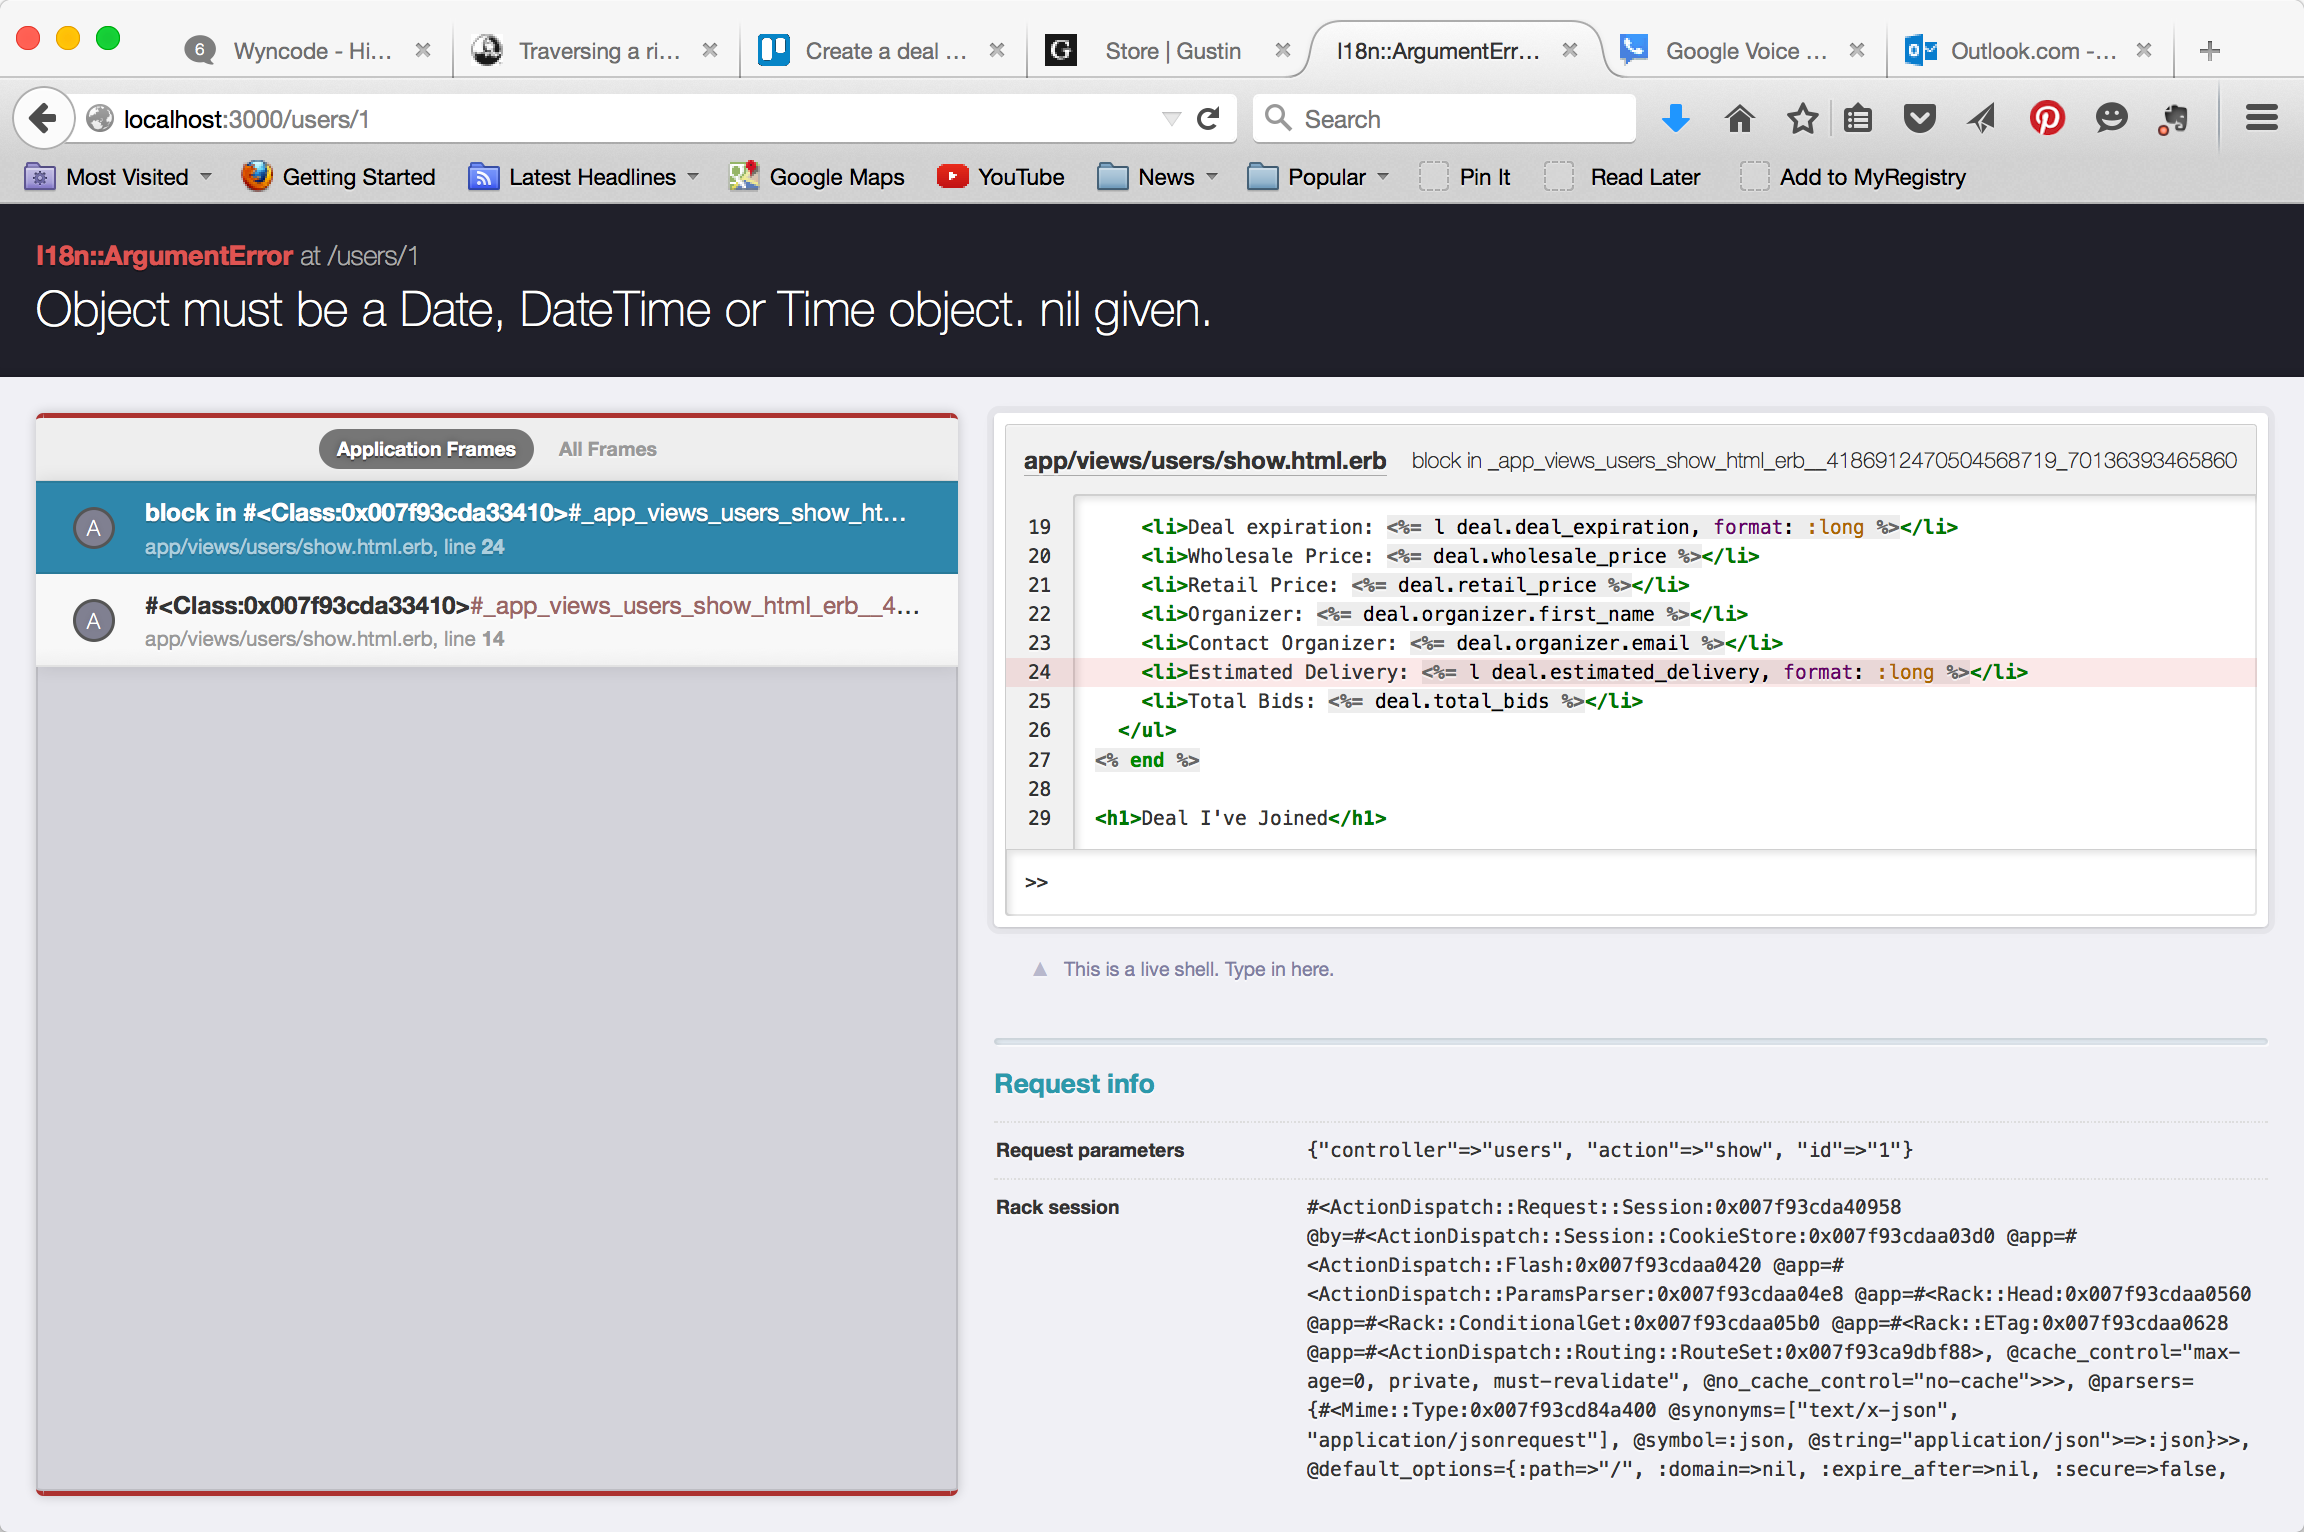 6 Wyncode - Hi... Traversing a ri... Create a deal ... G Store | Gustin I18n::ArgumentErr... Google Voice ... Outlook.com -...
localhost:3000/users/1 Search
Most Visited Getting Started Latest Headlines Google Maps YouTube News Popular Pin It Read Later Add to MyRegistry
I18n::ArgumentError at /users/1
Object must be a Date, DateTime or Time object. nil given.
Application Frames All Frames
A block in #<Class:0x007f93cda33410>#_app_views_users_show_ht...
app/views/users/show.html.erb, line 24
A #<Class:0x007f93cda33410>#_app_views_users_show_html_erb__4...
app/views/users/show.html.erb, line 14
app/views/users/show.html.erb block in _app_views_users_show_html_erb__4186912470504568719_70136393465860
19 <li>Deal expiration: <%= l deal.deal_expiration, format: :long %></li>
20 <li>Wholesale Price: <%= deal.wholesale_price %></li>
21 <li>Retail Price: <%= deal.retail_price %></li>
22 <li>Organizer: <%= deal.organizer.first_name %></li>
23 <li>Contact Organizer: <%= deal.organizer.email %></li>
24 <li>Estimated Delivery: <%= l deal.estimated_delivery, format: :long %></li>
25 <li>Total Bids: <%= deal.total_bids %></li>
26 </ul>
27 <% end %>
28
29 <h1>Deal I've Joined</h1>
>>
This is a live shell. Type in here.
Request info
Request parameters {"controller"=>"users", "action"=>"show", "id"=>"1"}
Rack session #<ActionDispatch::Request::Session:0x007f93cda40958
@by=#<ActionDispatch::Session::CookieStore:0x007f93cdaa03d0 @app=#
<ActionDispatch::Flash:0x007f93cdaa0420 @app=#
<ActionDispatch::ParamsParser:0x007f93cdaa04e8 @app=#<Rack::Head:0x007f93cdaa0560
@app=#<Rack::ConditionalGet:0x007f93cdaa05b0 @app=#<Rack::ETag:0x007f93cdaa0628
@app=#<ActionDispatch::Routing::RouteSet:0x007f93ca9dbf88>, @cache_control="max-
age=0, private, must-revalidate", @no_cache_control="no-cache">>>, @parsers=
{#<Mime::Type:0x007f93cd84a400 @synonyms=["text/x-json",
"application/jsonrequest"], @symbol=:json, @string="application/json">=>:json}>>,
@default_options={:path=>"/", :domain=>nil, :expire_after=>nil, :secure=>false,